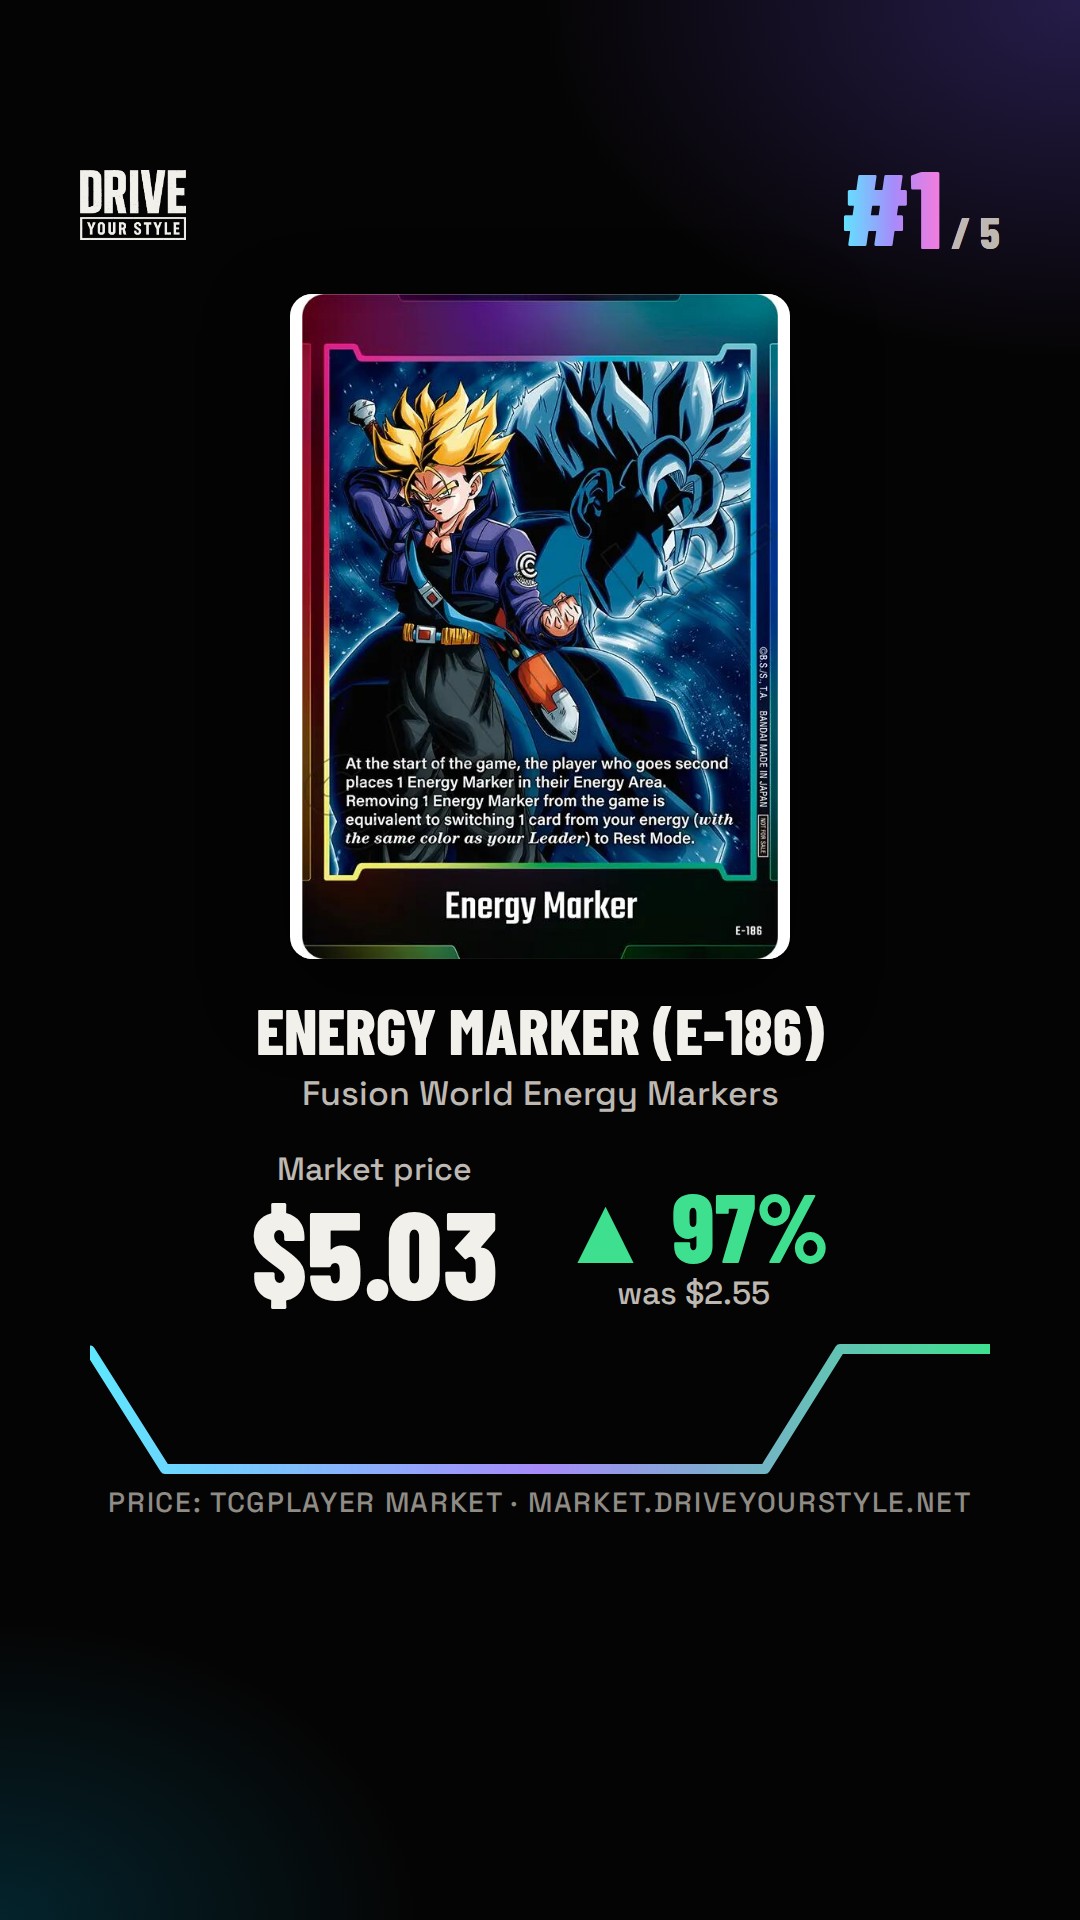 DRIVE
YOUR STYLE
#1 / 5
At the start of the game, the player who goes second
places 1 Energy Marker in their Energy Area.
Removing 1 Energy Marker from the game is
equivalent to switching 1 card from your energy (with
the same color as your Leader) to Rest Mode.
©B.S./S., T.A. BANDAI MADE IN JAPAN NOT FOR SALE
Energy Marker
E-186
ENERGY MARKER (E-186)
Fusion World Energy Markers
Market price
$5.03
▲ 97%
was $2.55
PRICE: TCGPLAYER MARKET · MARKET.DRIVEYOURSTYLE.NET